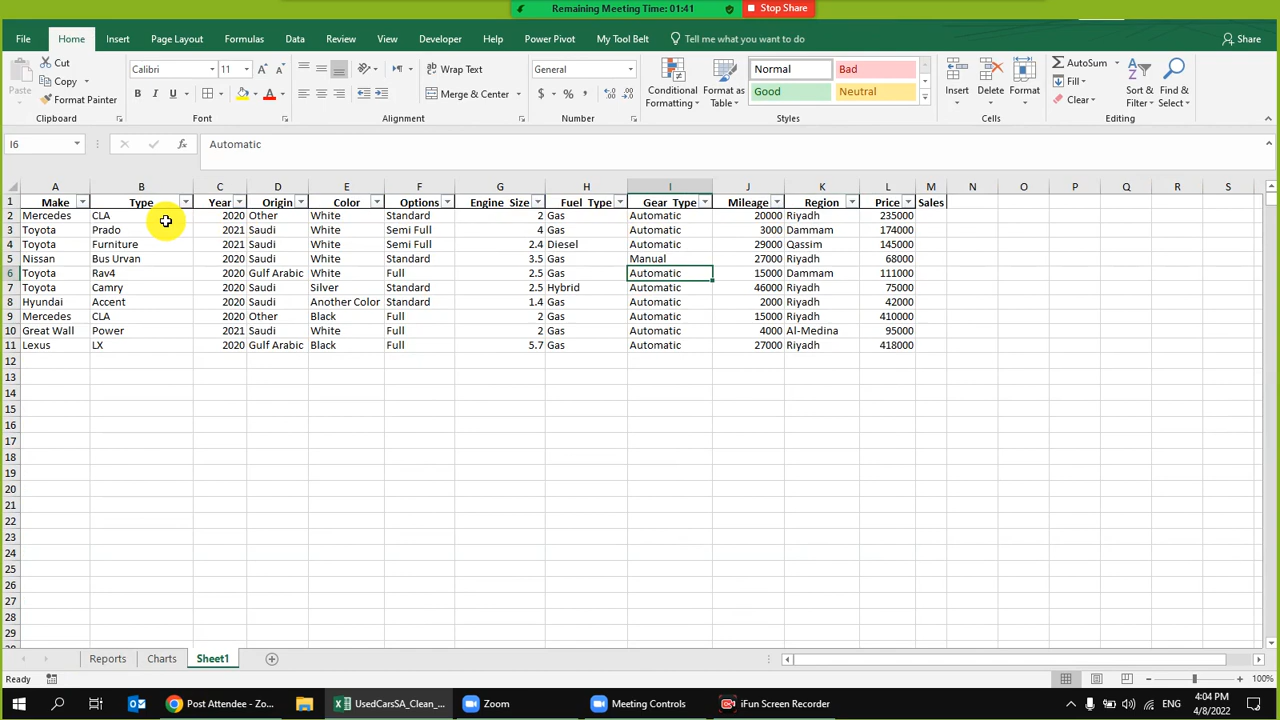 Remaining Meeting Time: 01:41 Stop Share
File Home Insert Page Layout Formulas Data Review View Developer Help Power Pivot My Tool Belt Tell me what you want to do Share
Paste Cut Copy Format Painter Clipboard
Calibri 11 B I U A A A Font
Wrap Text Merge & Center Alignment
General $ % , Number
Conditional Formatting Format as Table Normal Bad Good Neutral Styles
Insert Delete Format Cells
AutoSum Fill Clear Sort & Filter Find & Select Editing
I6 fx Automatic
A B C D E F G H I J K L M N O P Q R S
1 Make Type Year Origin Color Options Engine_Size Fuel_Type Gear_Type Mileage Region Price Sales
2 Mercedes CLA 2020 Other White Standard 2 Gas Automatic 20000 Riyadh 235000
3 Toyota Prado 2021 Saudi White Semi Full 4 Gas Automatic 3000 Dammam 174000
4 Toyota Furniture 2021 Saudi White Semi Full 2.4 Diesel Automatic 29000 Qassim 145000
5 Nissan Bus Urvan 2020 Saudi White Standard 3.5 Gas Manual 27000 Riyadh 68000
6 Toyota Rav4 2020 Gulf Arabic White Full 2.5 Gas Automatic 15000 Dammam 111000
7 Toyota Camry 2020 Saudi Silver Standard 2.5 Hybrid Automatic 46000 Riyadh 75000
8 Hyundai Accent 2020 Saudi Another Color Standard 1.4 Gas Automatic 2000 Riyadh 42000
9 Mercedes CLA 2020 Other Black Full 2 Gas Automatic 15000 Riyadh 410000
10 Great Wall Power 2021 Saudi White Full 2 Gas Automatic 4000 Al-Medina 95000
11 Lexus LX 2020 Gulf Arabic Black Full 5.7 Gas Automatic 27000 Riyadh 418000
12
13
14
15
16
17
18
19
20
21
22
23
24
25
26
27
28
29
Reports Charts Sheet1
Ready 100%
Post Attendee - Zo... UsedCarsSA_Clean_... Zoom Meeting Controls iFun Screen Recorder ENG 4:04 PM
4/8/2022